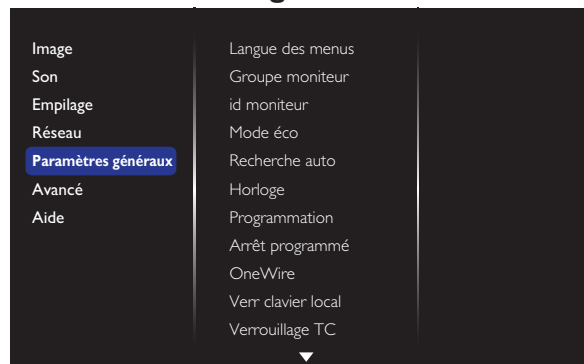 Image
Son
Empilage
Réseau
Paramètres généraux
Avancé
Aide
Langue des menus
Groupe moniteur
id moniteur
Mode éco
Recherche auto
Horloge
Programmation
Arrêt programmé
OneWire
Verr clavier local
Verrouillage TC